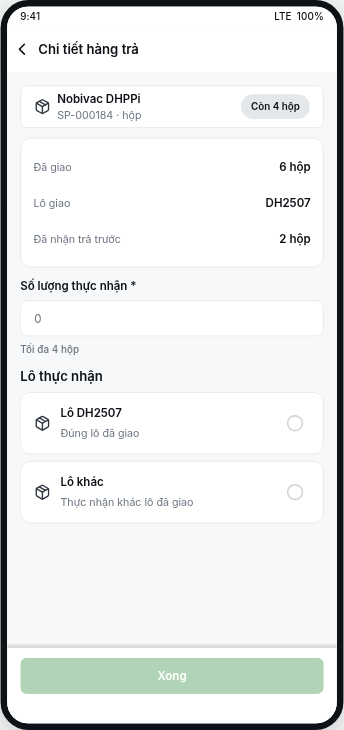 9:41 LTE 100%
Chi tiết hàng trả
Nobivac DHPPi
SP-000184 · hộp
Còn 4 hộp
Đã giao 6 hộp
Lô giao DH2507
Đã nhận trả trước 2 hộp
Số lượng thực nhận *
0
Tối đa 4 hộp
Lô thực nhận
Lô DH2507
Đúng lô đã giao
Lô khác
Thực nhận khác lô đã giao
Xong